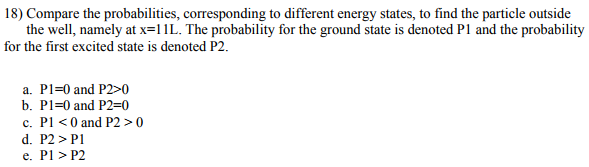 18) Compare the probabilities, corresponding to different energy states, to find the particle outside
the well, namely at x=11L. The probability for the ground state is denoted P1 and the probability
for the first excited state is denoted P2.
a. P1=0 and P2>0
b. P1=0 and P2=0
c. P1 <0 and P2 >0
d. P2 > P1
e. P1 > P2